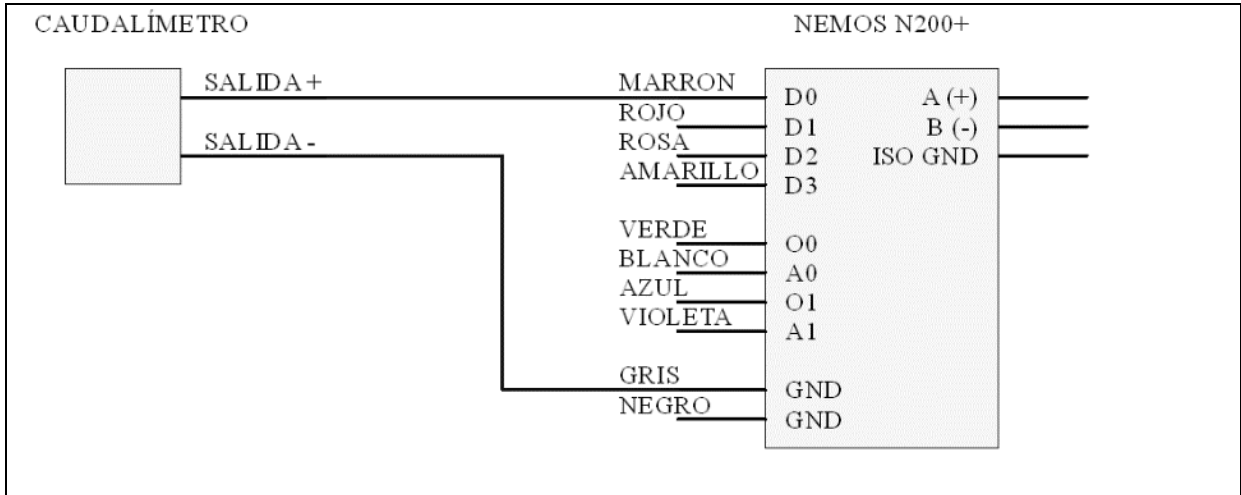 CAUDALÍMETRO
NEMOS N200+
SALIDA +
SALIDA -
MARRON
ROJO
ROSA
AMARILLO
VERDE
BLANCO
AZUL
VIOLETA
GRIS
NEGRO
D0
D1
D2
D3
O0
A0
O1
A1
GND
GND
A (+)
B (-)
ISO GND